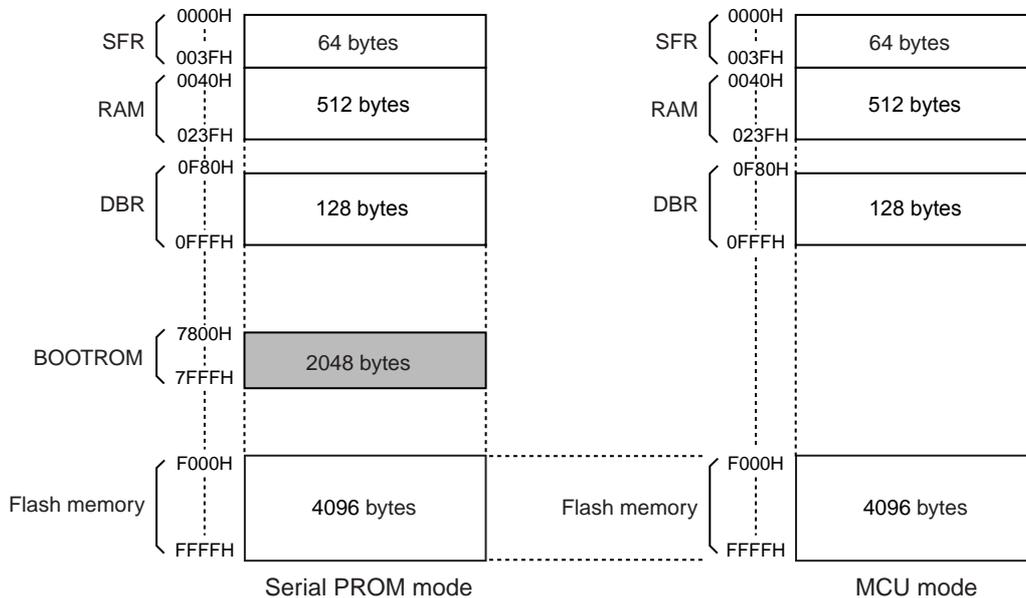 0000H
SFR
64 bytes
003FH
0040H
RAM
512 bytes
023FH
0F80H
DBR
128 bytes
0FFFH
7800H
BOOTROM
2048 bytes
7FFFH
F000H
Flash memory
4096 bytes
FFFFH
Serial PROM mode
0000H
SFR
64 bytes
003FH
0040H
RAM
512 bytes
023FH
0F80H
DBR
128 bytes
0FFFH
F000H
Flash memory
4096 bytes
FFFFH
MCU mode